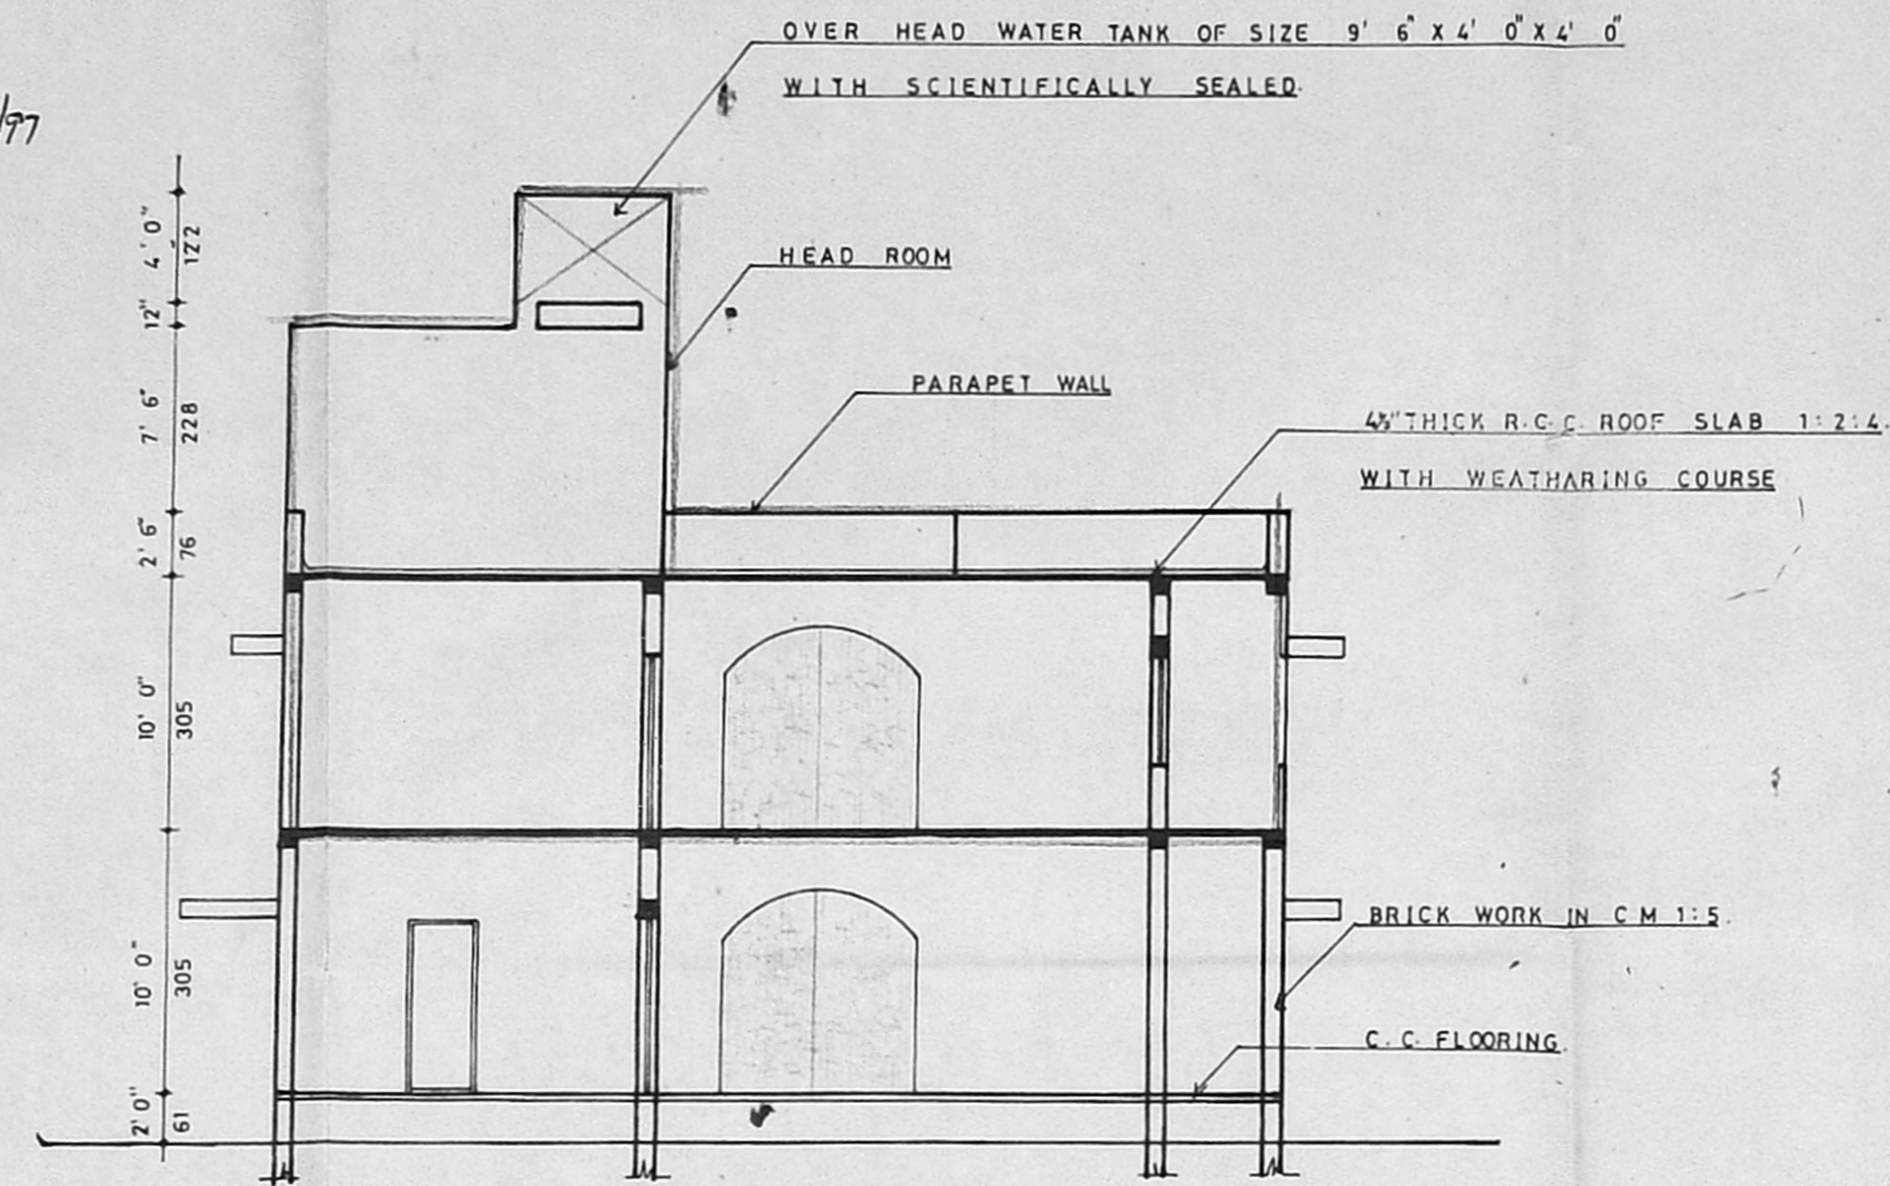 OVER HEAD WATER TANK OF SIZE 9' 6" X 4' 0" X 4' 0"
WITH SCIENTIFICALLY SEALED.
/97
HEAD ROOM
PARAPET WALL
4½" THICK R.C.C. ROOF SLAB 1:2:4.
WITH WEATHARING COURSE
BRICK WORK IN C M 1:5.
C.C. FLOORING.
4' 0"
122
12"
7' 6"
228
2' 6"
76
10' 0"
305
10' 0"
305
2' 0"
61